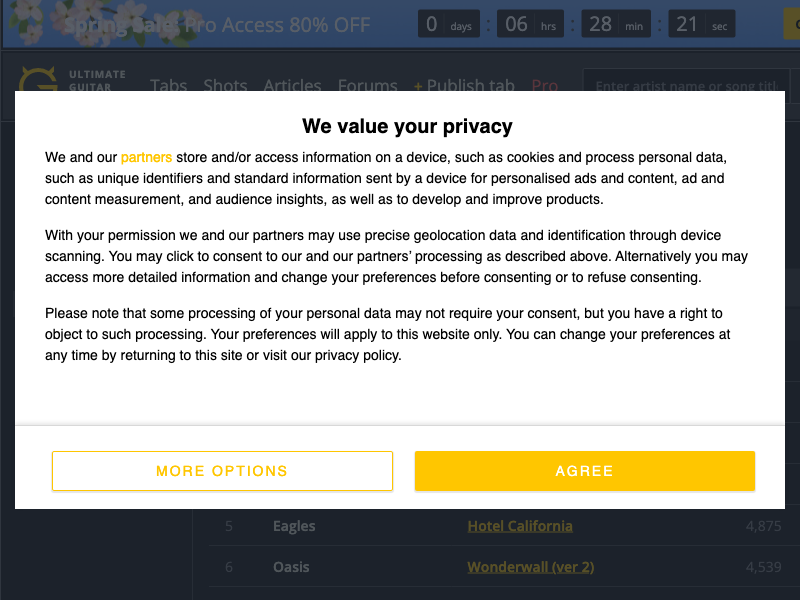 Spring Sale: Pro Access 80% OFF
0 days : 06 hrs : 28 min : 21 sec
ULTIMATE
GUITAR
Tabs Shots Articles Forums + Publish tab Pro
Enter artist name or song title
We value your privacy
We and our partners store and/or access information on a device, such as cookies and process personal data,
such as unique identifiers and standard information sent by a device for personalised ads and content, ad and
content measurement, and audience insights, as well as to develop and improve products.
With your permission we and our partners may use precise geolocation data and identification through device
scanning. You may click to consent to our and our partners’ processing as described above. Alternatively you may
access more detailed information and change your preferences before consenting or to refuse consenting.
Please note that some processing of your personal data may not require your consent, but you have a right to
object to such processing. Your preferences will apply to this website only. You can change your preferences at
any time by returning to this site or visit our privacy policy.
MORE OPTIONS AGREE
5 Eagles Hotel California 4,875
6 Oasis Wonderwall (ver 2) 4,539